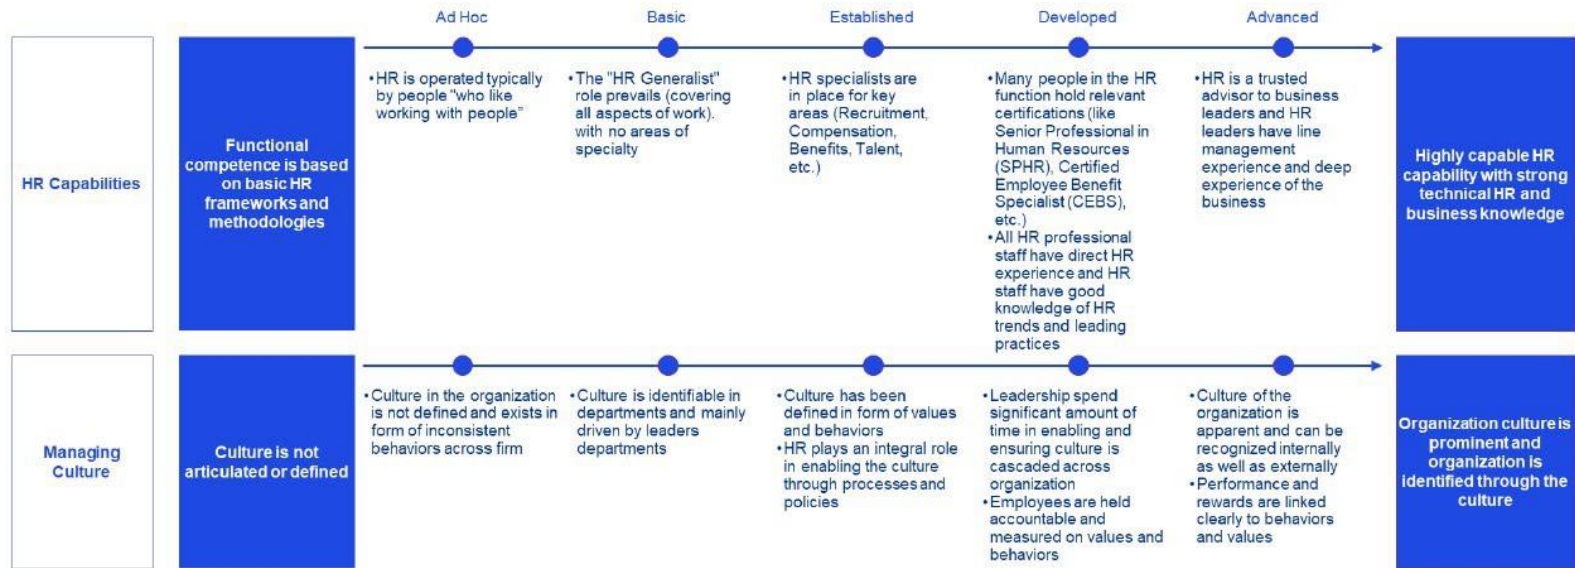 Ad Hoc
Basic
Established
Developed
Advanced
HR Capabilities
Functional
competence is based
on basic HR
frameworks and
methodologies
•HR is operated typically
by people "who like
working with people"
•The "HR Generalist"
role prevails (covering
all aspects of work).
with no areas of
specialty
•HR specialists are
in place for key
areas (Recruitment,
Compensation,
Benefits, Talent,
etc.)
•Many people in the HR
function hold relevant
certifications (like
Senior Professional in
Human Resources
(SPHR), Certified
Employee Benefit
Specialist (CEBS),
etc.)
•All HR professional
staff have direct HR
experience and HR
staff have good
knowledge of HR
trends and leading
practices
•HR is a trusted
advisor to business
leaders and HR
leaders have line
management
experience and deep
experience of the
business
Highly capable HR
capability with strong
technical HR and
business knowledge
Managing
Culture
Culture is not
articulated or defined
•Culture in the organization
is not defined and exists in
form of inconsistent
behaviors across firm
•Culture is identifiable in
departments and mainly
driven by leaders
departments
•Culture has been
defined in form of values
and behaviors
•HR plays an integral role
in enabling the culture
through processes and
policies
•Leadership spend
significant amount of
time in enabling and
ensuring culture is
cascaded across
organization
•Employees are held
accountable and
measured on values and
behaviors
•Culture of the
organization is
apparent and can be
recognized internally
as well as externally
•Performance and
rewards are linked
clearly to behaviors
and values
Organization culture is
prominent and
organization is
identified through the
culture